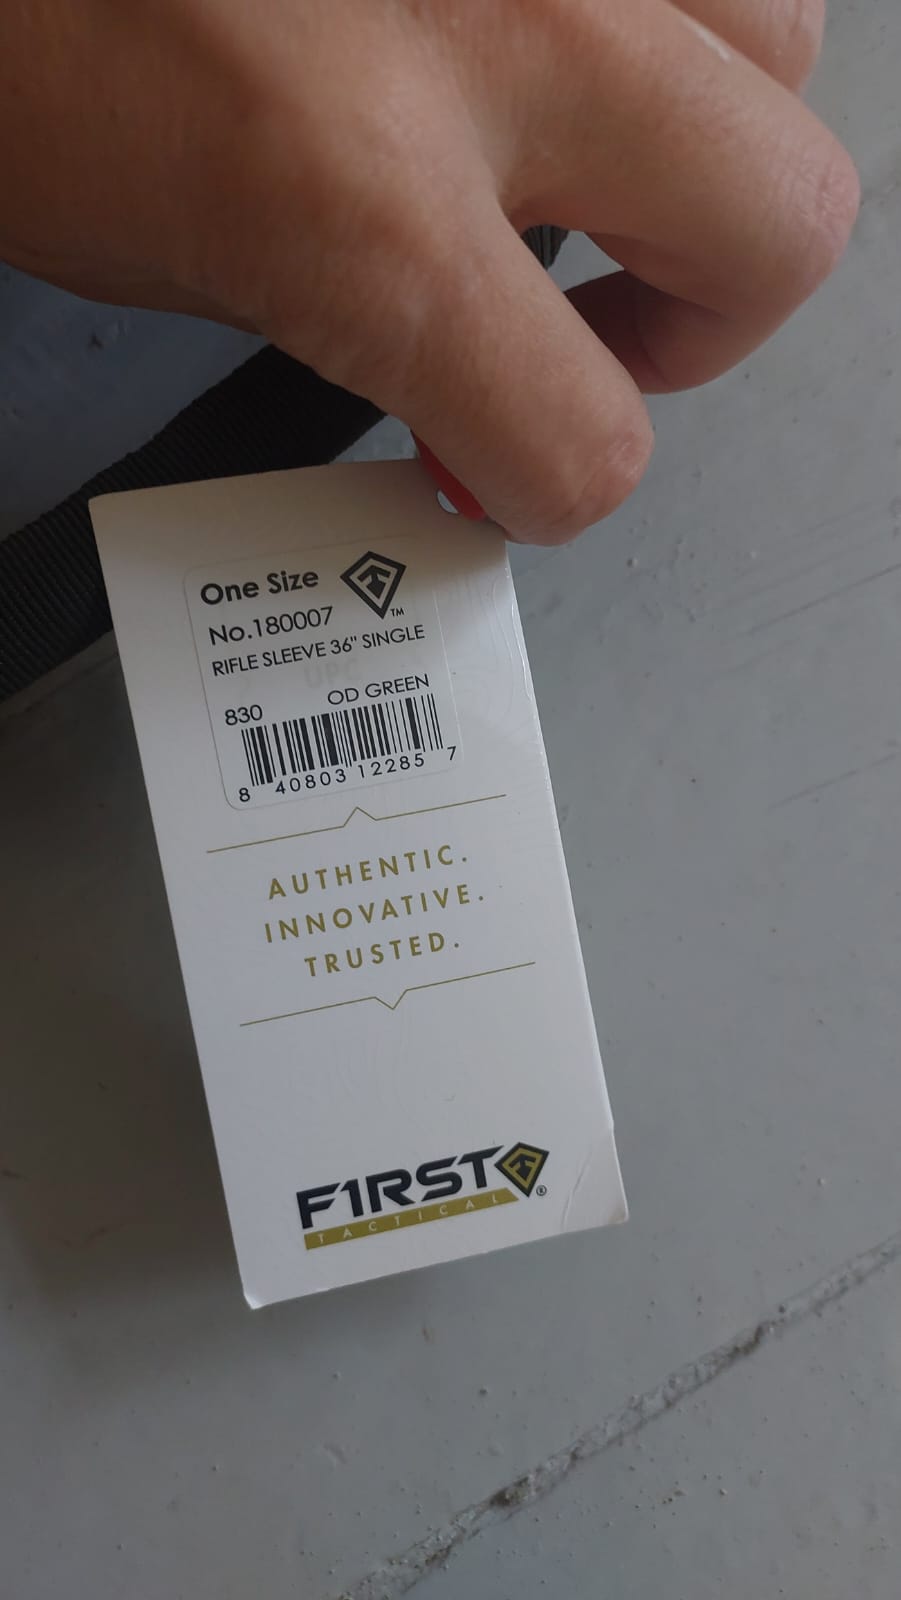 One Size
™
No.180007
RIFLE SLEEVE 36" SINGLE
UPC
830 OD GREEN
8 40803 12285 7
AUTHENTIC.
INNOVATIVE.
TRUSTED.
F1RST
®
TACTICAL